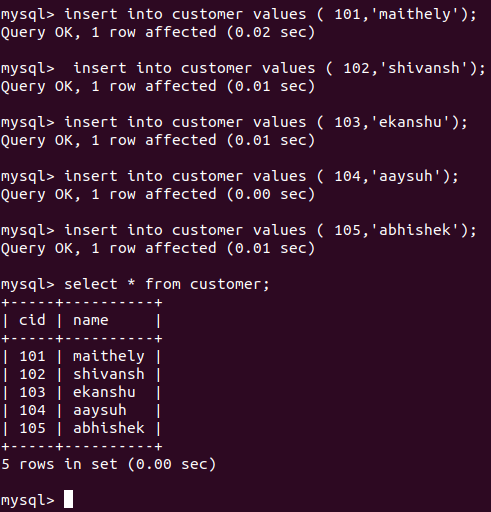 mysql> insert into customer values ( 101,'maithely');
Query OK, 1 row affected (0.02 sec)
mysql>  insert into customer values ( 102,'shivansh');
Query OK, 1 row affected (0.01 sec)
mysql> insert into customer values ( 103,'ekanshu');
Query OK, 1 row affected (0.01 sec)
mysql> insert into customer values ( 104,'aaysuh');
Query OK, 1 row affected (0.00 sec)
mysql> insert into customer values ( 105,'abhishek');
Query OK, 1 row affected (0.01 sec)
mysql> select * from customer;
+-----+----------+
| cid | name     |
+-----+----------+
| 101 | maithely |
| 102 | shivansh |
| 103 | ekanshu  |
| 104 | aaysuh   |
| 105 | abhishek |
+-----+----------+
5 rows in set (0.00 sec)
mysql>